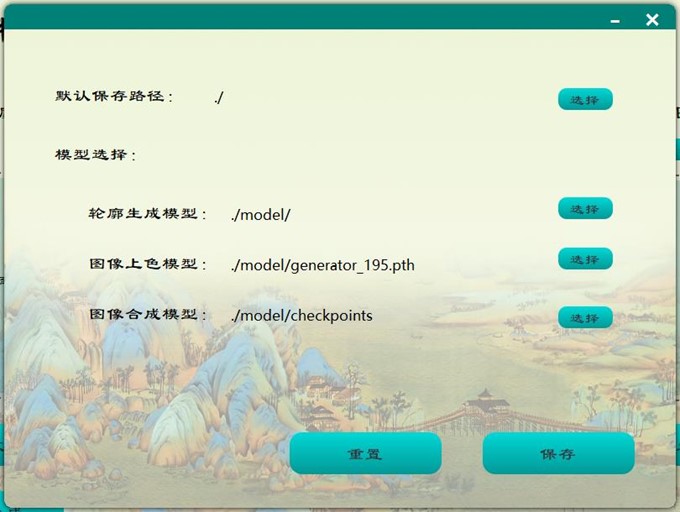 默认保存路径： ./ 选择
模型选择：
轮廓生成模型： ./model/ 选择
图像上色模型： ./model/generator_195.pth 选择
图像合成模型： ./model/checkpoints 选择
重置 保存